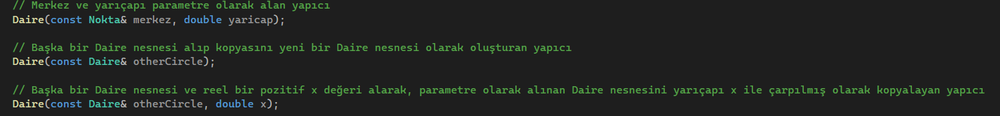 // Merkez ve yarıçapı parametre olarak alan yapıcı
Daire(const Nokta& merkez, double yaricap);
// Başka bir Daire nesnesi alıp kopyasını yeni bir Daire nesnesi olarak oluşturan yapıcı
Daire(const Daire& otherCircle);
// Başka bir Daire nesnesi ve reel bir pozitif x değeri alarak, parametre olarak alınan Daire nesnesini yarıçapı x ile çarpılmış olarak kopyalayan yapıcı
Daire(const Daire& otherCircle, double x);